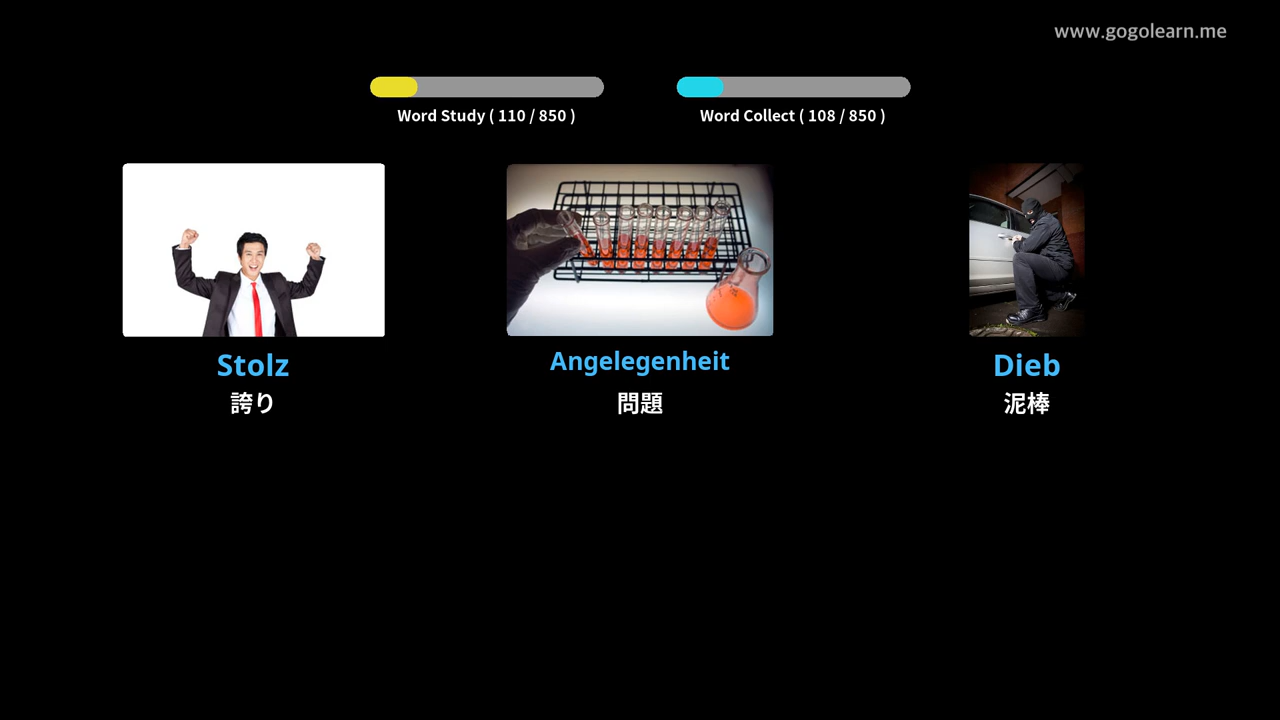 www.gogolearn.me
Word Study ( 110 / 850 )
Word Collect ( 108 / 850 )
Stolz
誇り
Angelegenheit
問題
Dieb
泥棒